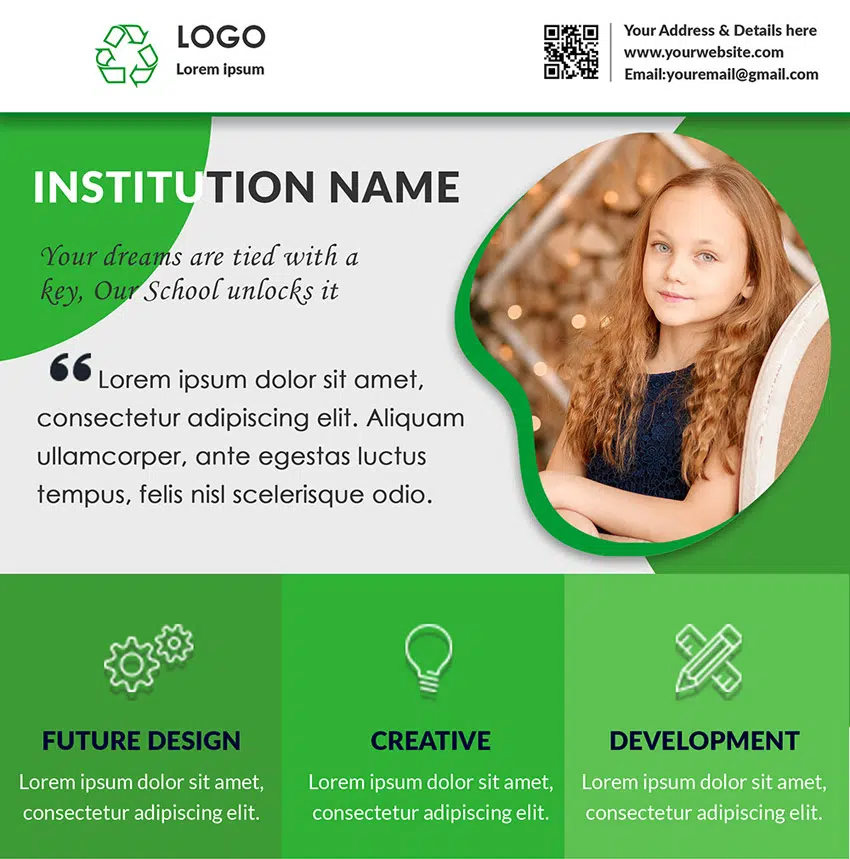 LOGO
Lorem ipsum
Your Address & Details here
www.yourwebsite.com
Email:youremail@gmail.com
INSTITUTION NAME
Your dreams are tied with a
key, Our School unlocks it
“ Lorem ipsum dolor sit amet,
consectetur adipiscing elit. Aliquam
ullamcorper, ante egestas luctus
tempus, felis nisl scelerisque odio.
FUTURE DESIGN
Lorem ipsum dolor sit amet,
consectetur adipiscing elit.
CREATIVE
Lorem ipsum dolor sit amet,
consectetur adipiscing elit.
DEVELOPMENT
Lorem ipsum dolor sit amet,
consectetur adipiscing elit.